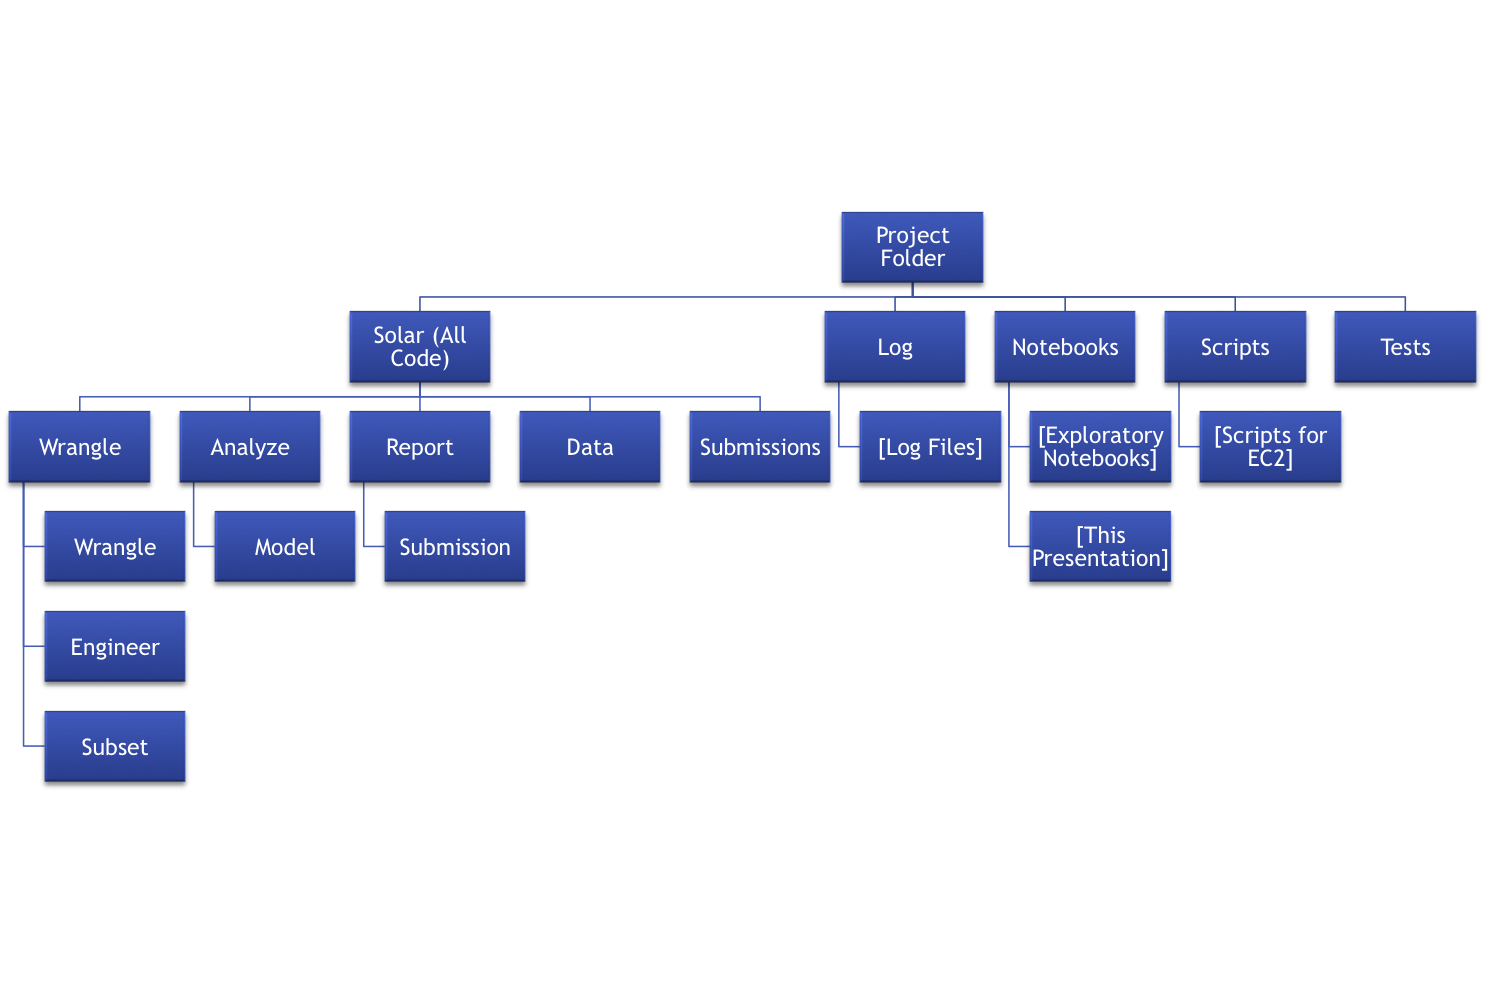 Project
Folder
Solar (All
Code)
Log
Notebooks
Scripts
Tests
Wrangle
Analyze
Report
Data
Submissions
[Log Files]
[Exploratory
Notebooks]
[Scripts for
EC2]
Wrangle
Model
Submission
[This
Presentation]
Engineer
Subset